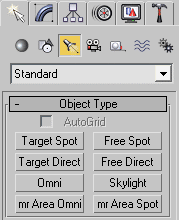 Standard
- Object Type
AutoGrid
Target Spot Free Spot
Target Direct Free Direct
Omni Skylight
mr Area Omni mr Area Spot